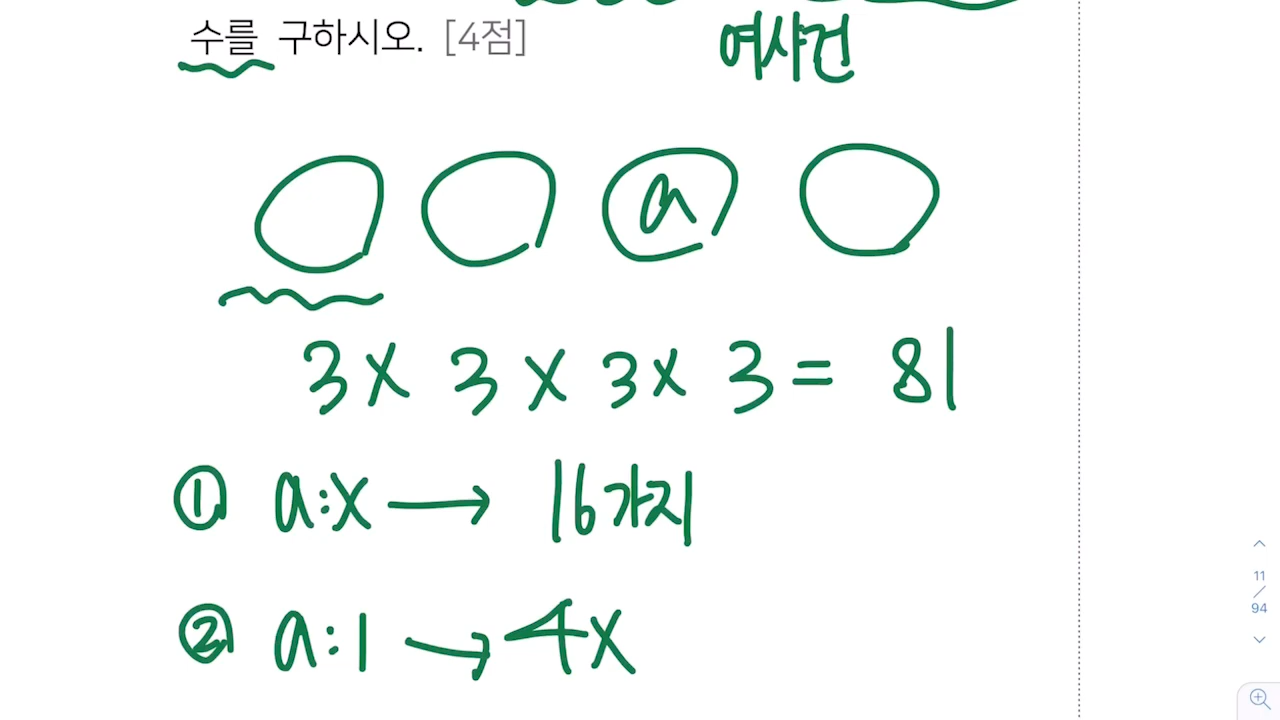 수를 구하시오. [4점]
여사건
a
3 x 3 x 3 x 3 = 81
① a:x → 16가지
② a:1 → 4x
11
/
94